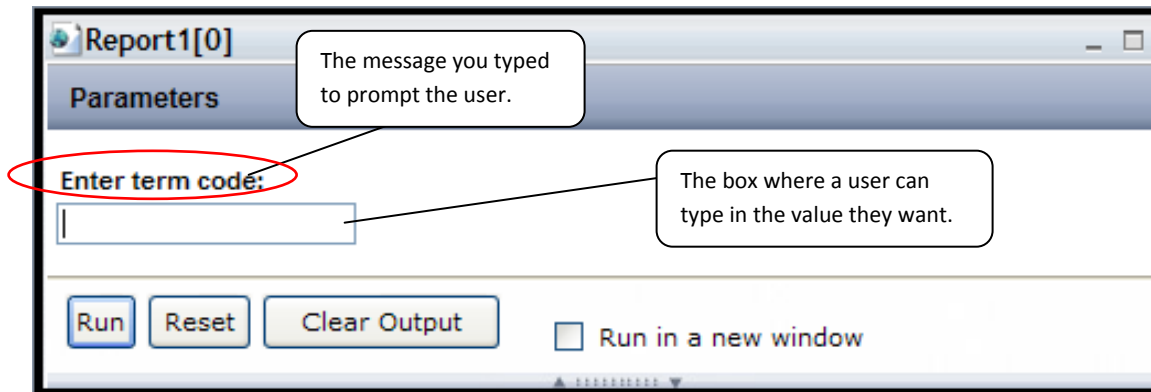 Report1[0]
The message you typed
to prompt the user.
Parameters
Enter term code:
The box where a user can
type in the value they want.
Run Reset Clear Output Run in a new window